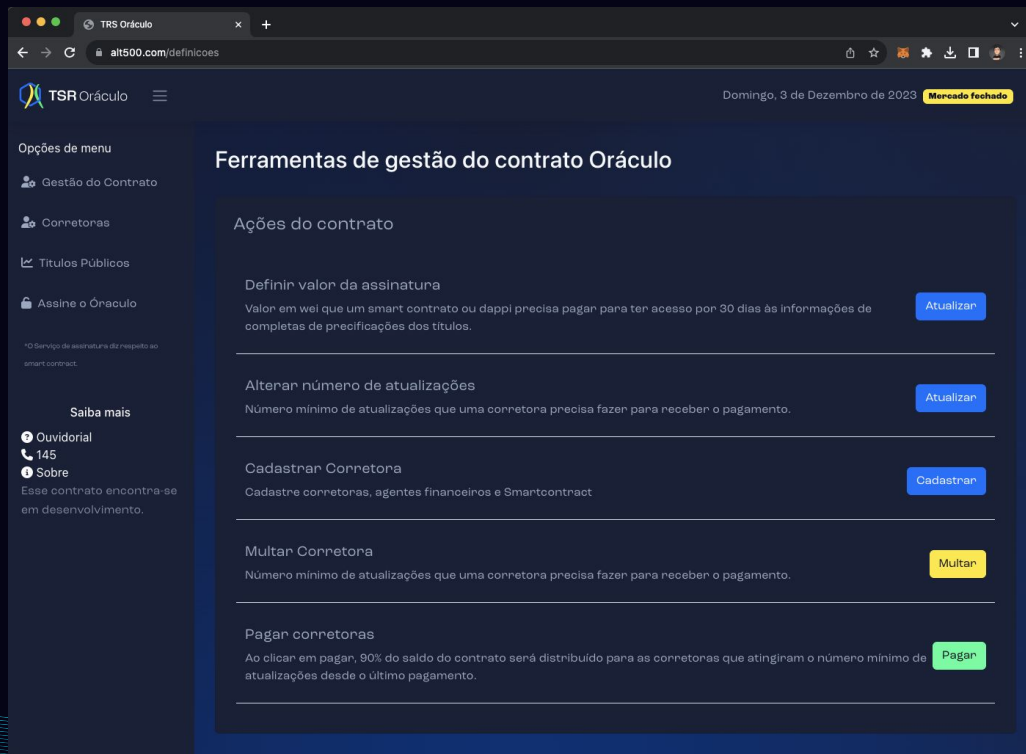 TRS Oráculo
alt500.com/definicoes
TSR Oráculo
Domingo, 3 de Dezembro de 2023 Mercado fechado
Opções de menu
Gestão do Contrato
Corretoras
Titulos Públicos
Assine o Óraculo
*O Serviço de assinatura diz respeito ao
smart contract.
Saiba mais
Ouvidorial
145
Sobre
Esse contrato encontra-se
em desenvolvimento.
Ferramentas de gestão do contrato Oráculo
Ações do contrato
Definir valor da assinatura
Valor em wei que um smart contrato ou dappi precisa pagar para ter acesso por 30 dias às informações de
completas de precificações dos títulos.
Atualizar
Alterar número de atualizações
Número mínimo de atualizações que uma corretora precisa fazer para receber o pagamento.
Atualizar
Cadastrar Corretora
Cadastre corretoras, agentes financeiros e Smartcontract
Cadastrar
Multar Corretora
Número mínimo de atualizações que uma corretora precisa fazer para receber o pagamento.
Multar
Pagar corretoras
Ao clicar em pagar, 90% do saldo do contrato será distribuído para as corretoras que atingiram o número mínimo de
atualizações desde o último pagamento.
Pagar